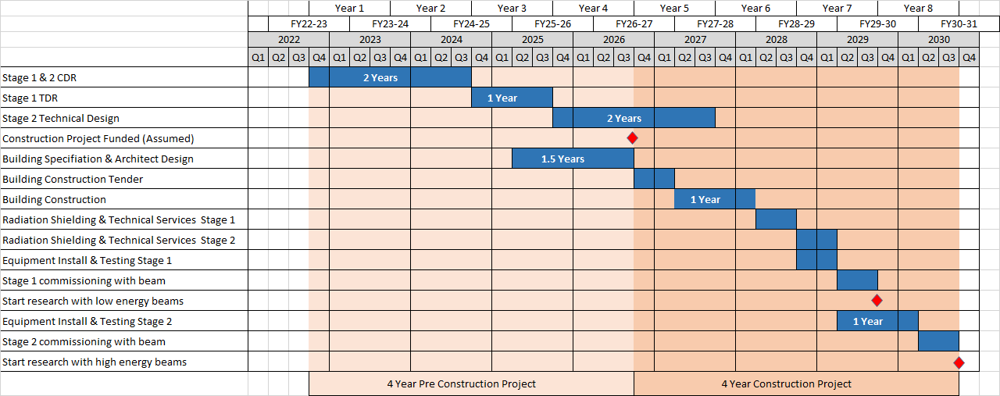 Year 1 Year 2 Year 3 Year 4 Year 5 Year 6 Year 7 Year 8
FY22-23 FY23-24 FY24-25 FY25-26 FY26-27 FY27-28 FY28-29 FY29-30 FY30-31
2022 2023 2024 2025 2026 2027 2028 2029 2030
Q1 Q2 Q3 Q4 Q1 Q2 Q3 Q4 Q1 Q2 Q3 Q4 Q1 Q2 Q3 Q4 Q1 Q2 Q3 Q4 Q1 Q2 Q3 Q4 Q1 Q2 Q3 Q4 Q1 Q2 Q3 Q4 Q1 Q2 Q3 Q4
Stage 1 & 2 CDR 2 Years
Stage 1 TDR 1 Year
Stage 2 Technical Design 2 Years
Construction Project Funded (Assumed)
Building Specifiation & Architect Design 1.5 Years
Building Construction Tender
Building Construction 1 Year
Radiation Shielding & Technical Services Stage 1
Radiation Shielding & Technical Services Stage 2
Equipment Install & Testing Stage 1
Stage 1 commissioning with beam
Start research with low energy beams
Equipment Install & Testing Stage 2 1 Year
Stage 2 commissioning with beam
Start research with high energy beams
4 Year Pre Construction Project 4 Year Construction Project